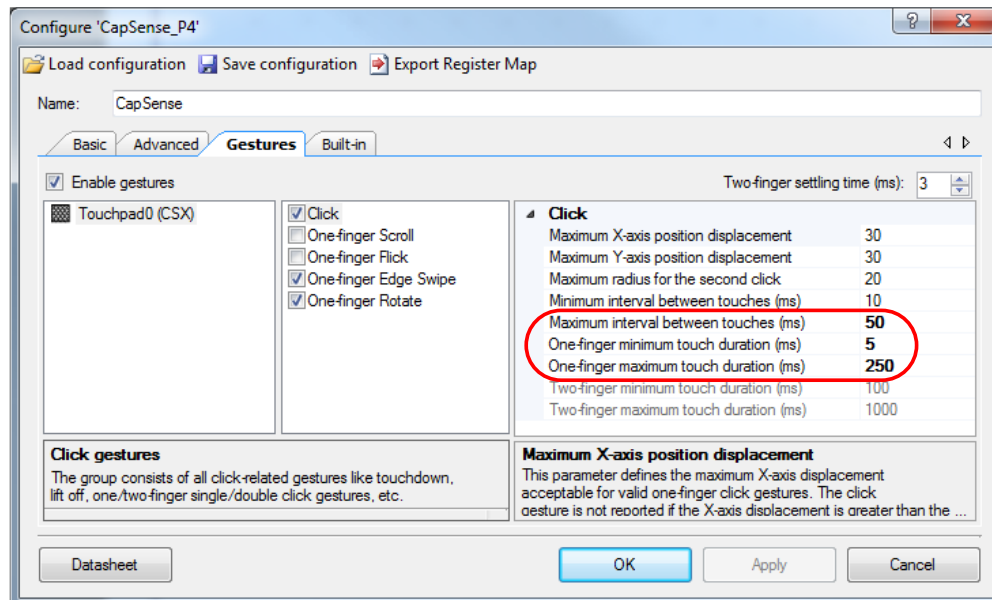 Configure 'CapSense_P4'
Load configuration Save configuration Export Register Map
Name: CapSense
Basic Advanced Gestures Built-in
Enable gestures Two-finger settling time (ms): 3
Touchpad0 (CSX)
Click
One-finger Scroll
One-finger Flick
One-finger Edge Swipe
One-finger Rotate
Click
Maximum X-axis position displacement 30
Maximum Y-axis position displacement 30
Maximum radius for the second click 20
Minimum interval between touches (ms) 10
Maximum interval between touches (ms) 50
One-finger minimum touch duration (ms) 5
One-finger maximum touch duration (ms) 250
Two-finger minimum touch duration (ms) 100
Two-finger maximum touch duration (ms) 1000
Click gestures
The group consists of all click-related gestures like touchdown,
lift off, one/two-finger single/double click gestures, etc.
Maximum X-axis position displacement
This parameter defines the maximum X-axis displacement
acceptable for valid one-finger click gestures. The click
gesture is not reported if the X-axis displacement is greater than the ...
Datasheet OK Apply Cancel